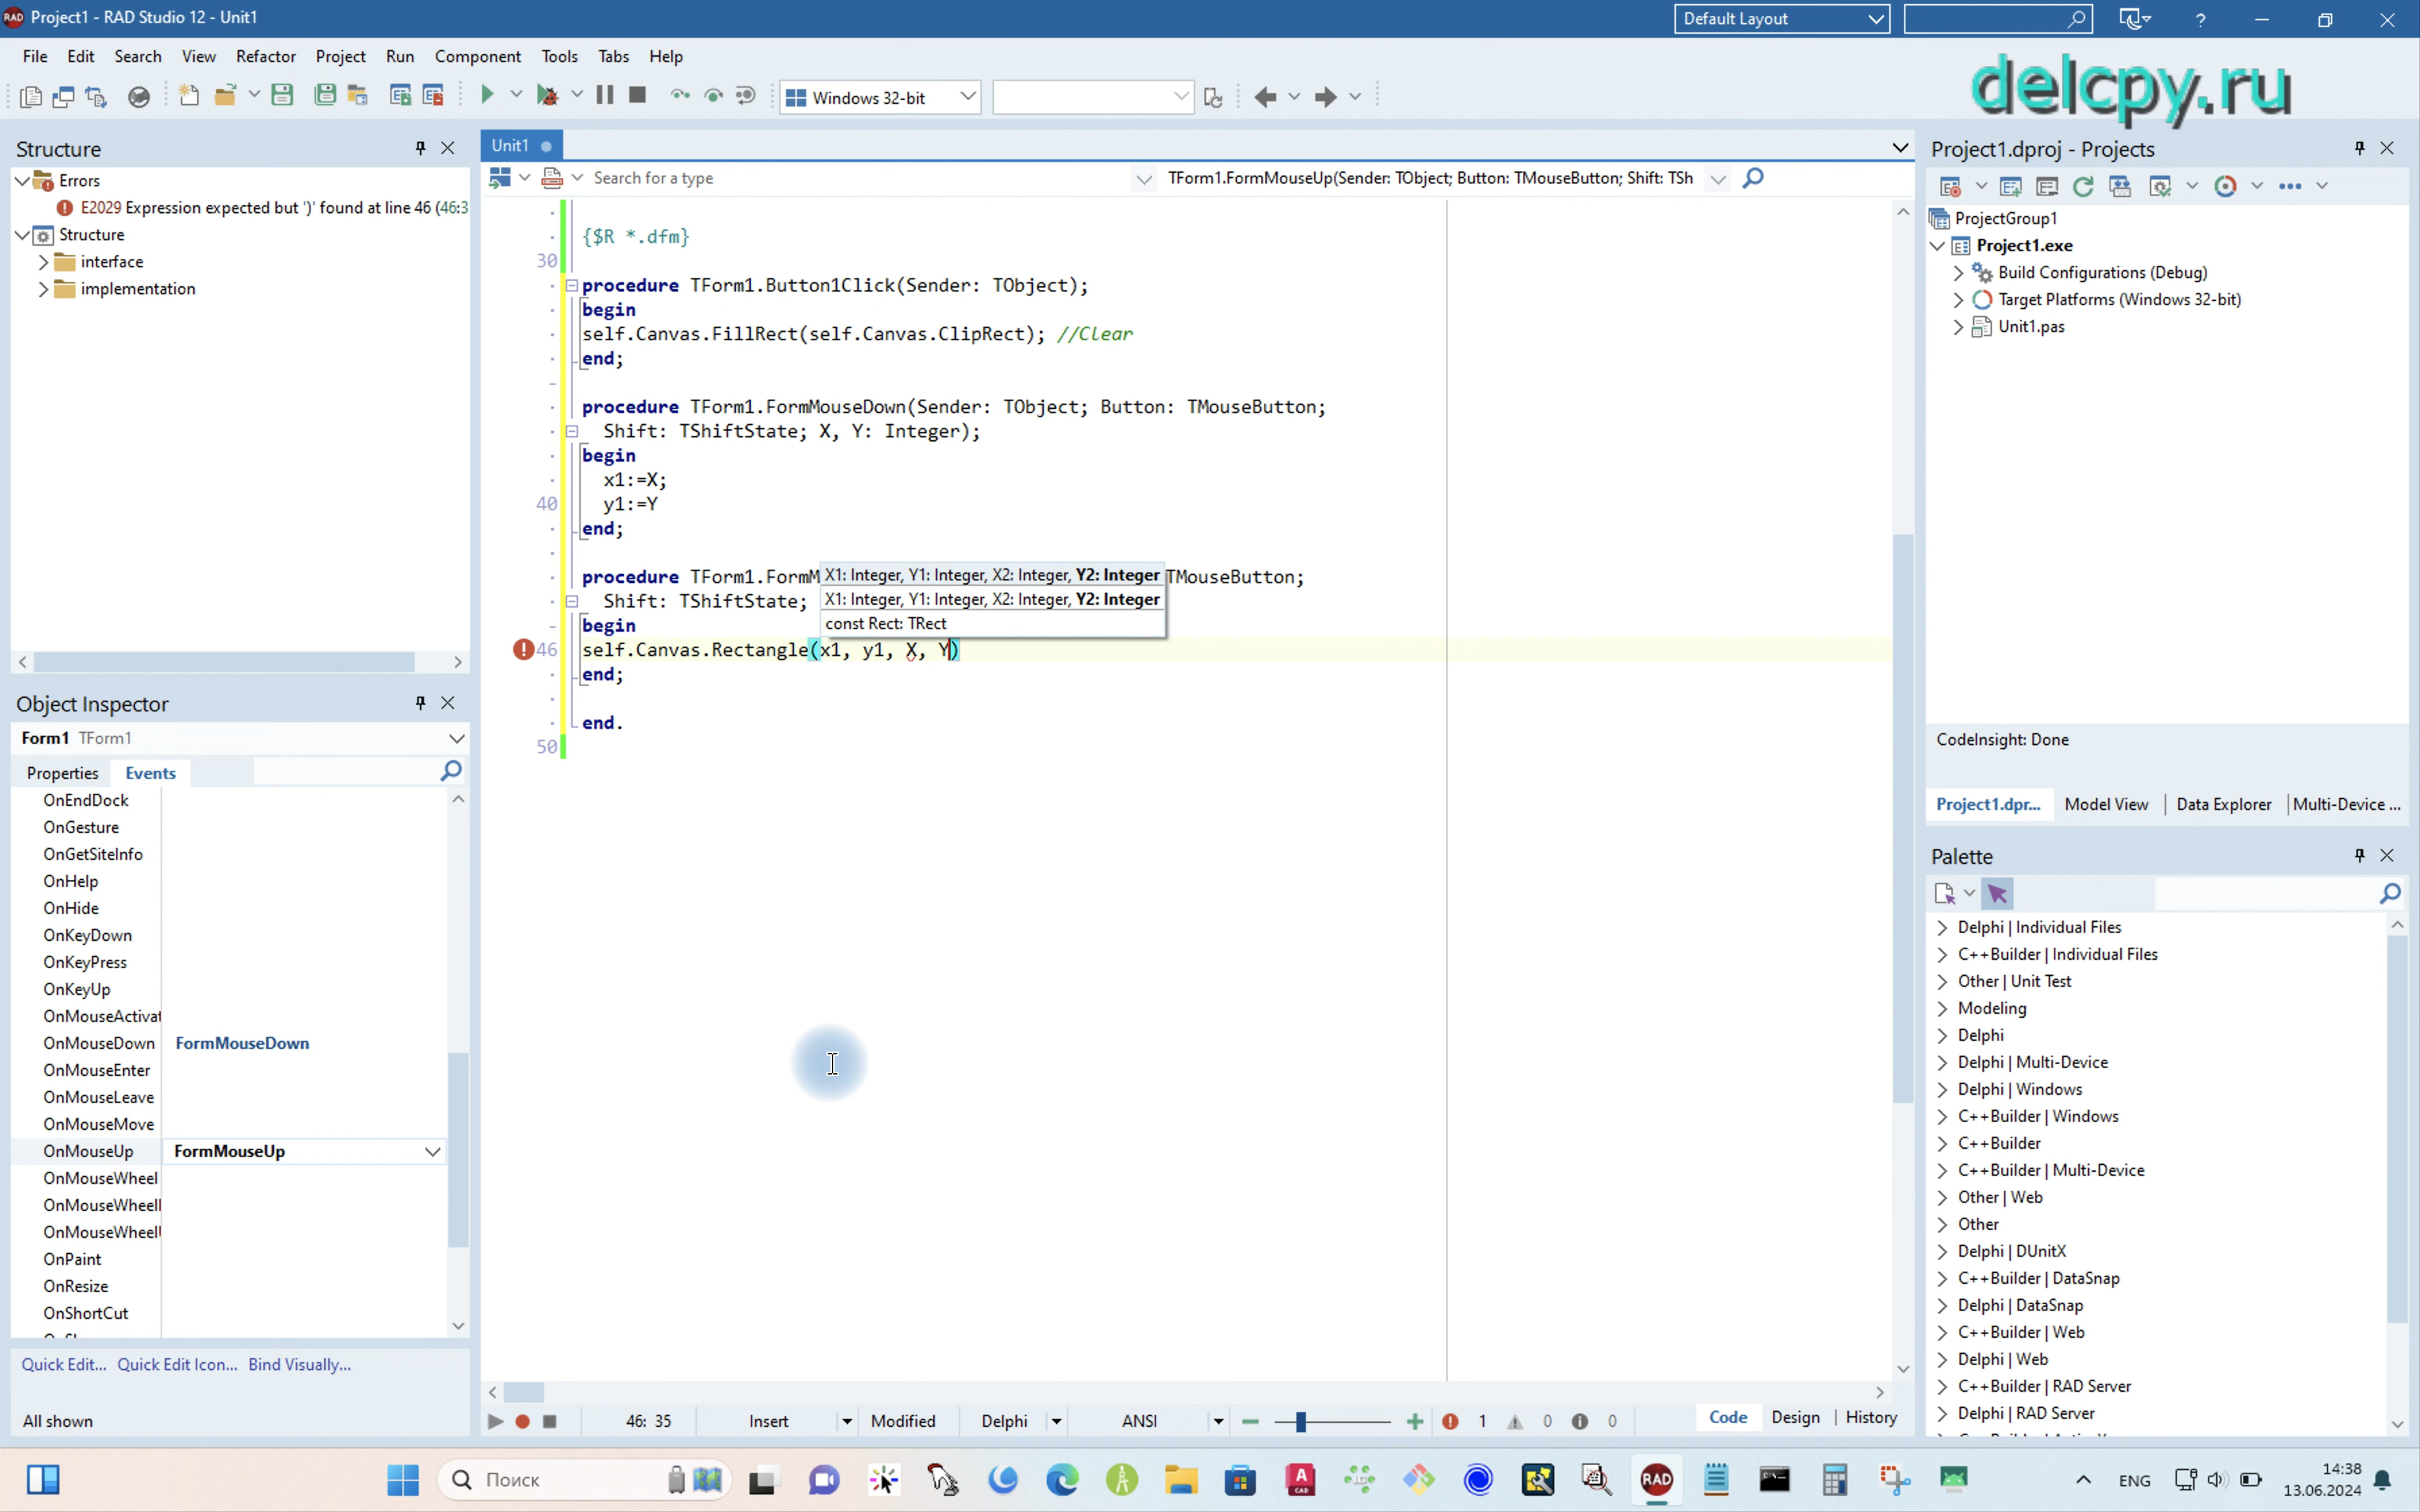 Project1 - RAD Studio 12 - Unit1
Default Layout
File Edit Search View Refactor Project Run Component Tools Tabs Help
Windows 32-bit
delcpy.ru
Structure
Errors
E2029 Expression expected but ')' found at line 46 (46:3
Structure
interface
implementation
Unit1
Search for a type
TForm1.FormMouseUp(Sender: TObject; Button: TMouseButton; Shift: TSh
{$R *.dfm}
30
procedure TForm1.Button1Click(Sender: TObject);
begin
self.Canvas.FillRect(self.Canvas.ClipRect); //Clear
end;
procedure TForm1.FormMouseDown(Sender: TObject; Button: TMouseButton;
Shift: TShiftState; X, Y: Integer);
begin
x1:=X;
40 y1:=Y
end;
procedure TForm1.FormM TMouseButton;
Shift: TShiftState;
X1: Integer, Y1: Integer, X2: Integer, Y2: Integer
X1: Integer, Y1: Integer, X2: Integer, Y2: Integer
const Rect: TRect
begin
46 self.Canvas.Rectangle(x1, y1, X, Y)
end;
end.
50
Project1.dproj - Projects
ProjectGroup1
Project1.exe
Build Configurations (Debug)
Target Platforms (Windows 32-bit)
Unit1.pas
CodeInsight: Done
Project1.dpr... Model View Data Explorer Multi-Device ...
Object Inspector
Form1 TForm1
Properties Events
OnEndDock
OnGesture
OnGetSiteInfo
OnHelp
OnHide
OnKeyDown
OnKeyPress
OnKeyUp
OnMouseActivat
OnMouseDown FormMouseDown
OnMouseEnter
OnMouseLeave
OnMouseMove
OnMouseUp FormMouseUp
OnMouseWheel
OnMouseWheel
OnMouseWheel
OnPaint
OnResize
OnShortCut
Quick Edit... Quick Edit Icon... Bind Visually...
All shown
Palette
Delphi | Individual Files
C++Builder | Individual Files
Other | Unit Test
Modeling
Delphi
Delphi | Multi-Device
Delphi | Windows
C++Builder | Windows
C++Builder
C++Builder | Multi-Device
Other | Web
Other
Delphi | DUnitX
C++Builder | DataSnap
Delphi | DataSnap
C++Builder | Web
Delphi | Web
C++Builder | RAD Server
Delphi | RAD Server
46: 35 Insert Modified Delphi ANSI 1 0 0 Code Design History
Поиск
RAD
ENG
14:38
13.06.2024